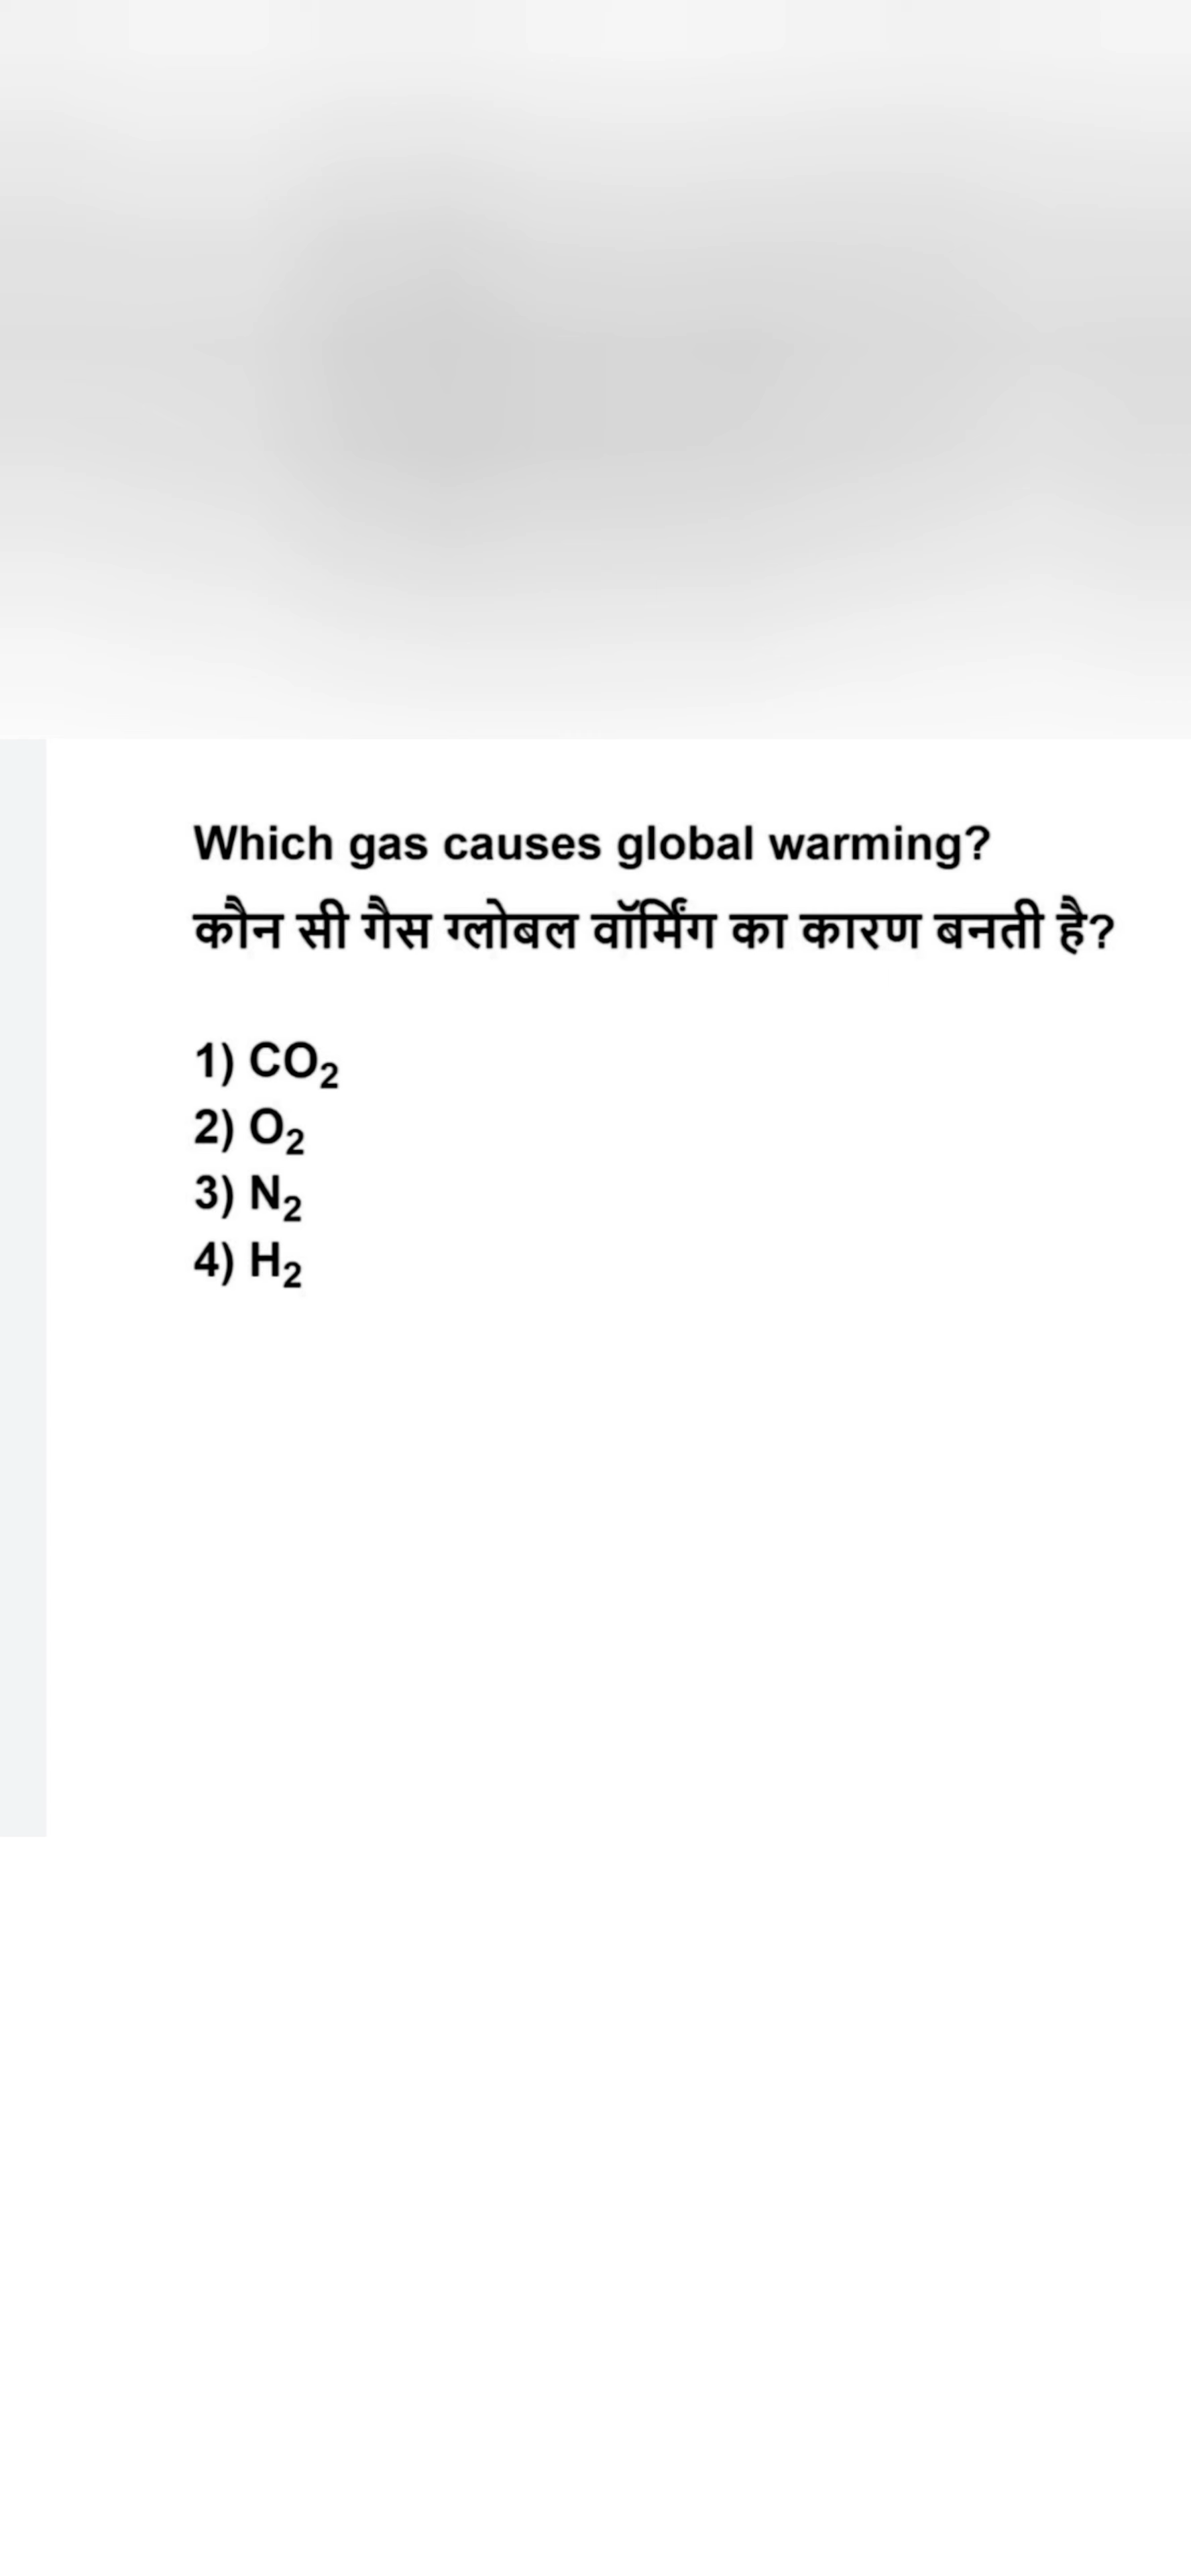 Which gas causes global warming?
कौन सी गैस ग्लोबल वॉर्मिंग का कारण बनती है?
1) CO₂
2) O₂
3) N₂
4) H₂